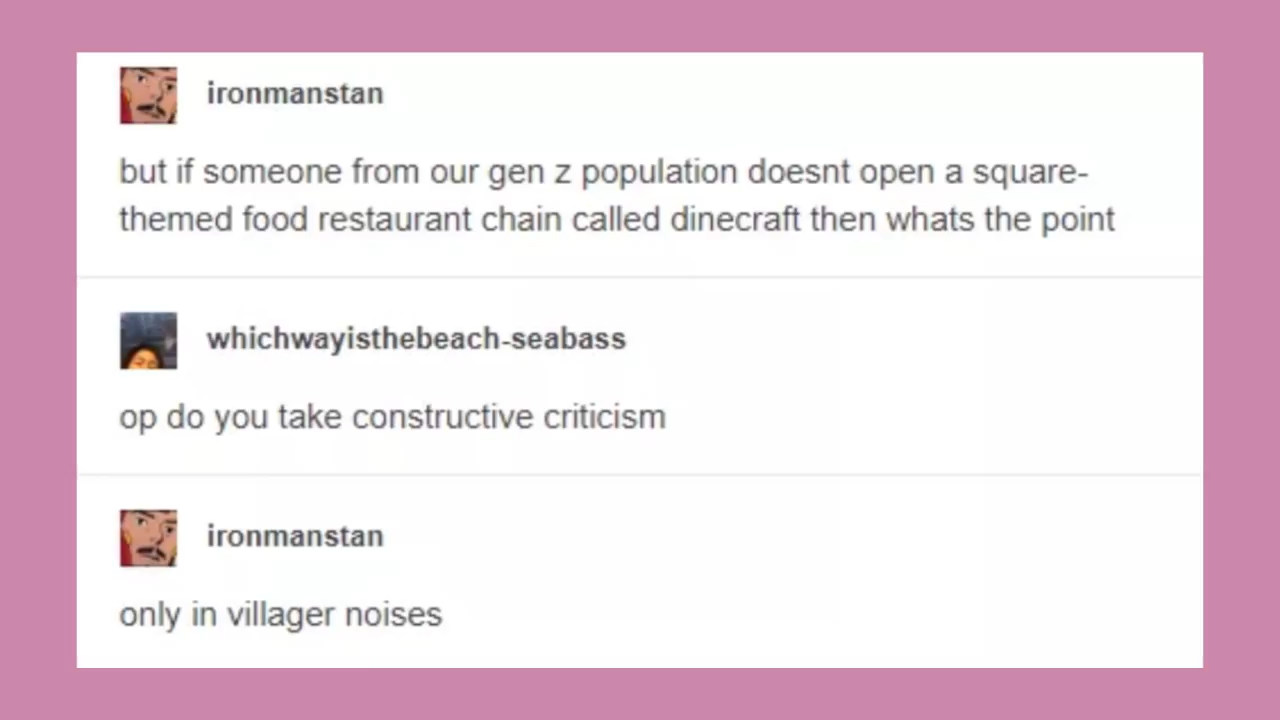 ironmanstan
but if someone from our gen z population doesnt open a square-
themed food restaurant chain called dinecraft then whats the point
whichwayisthebeach-seabass
op do you take constructive criticism
ironmanstan
only in villager noises